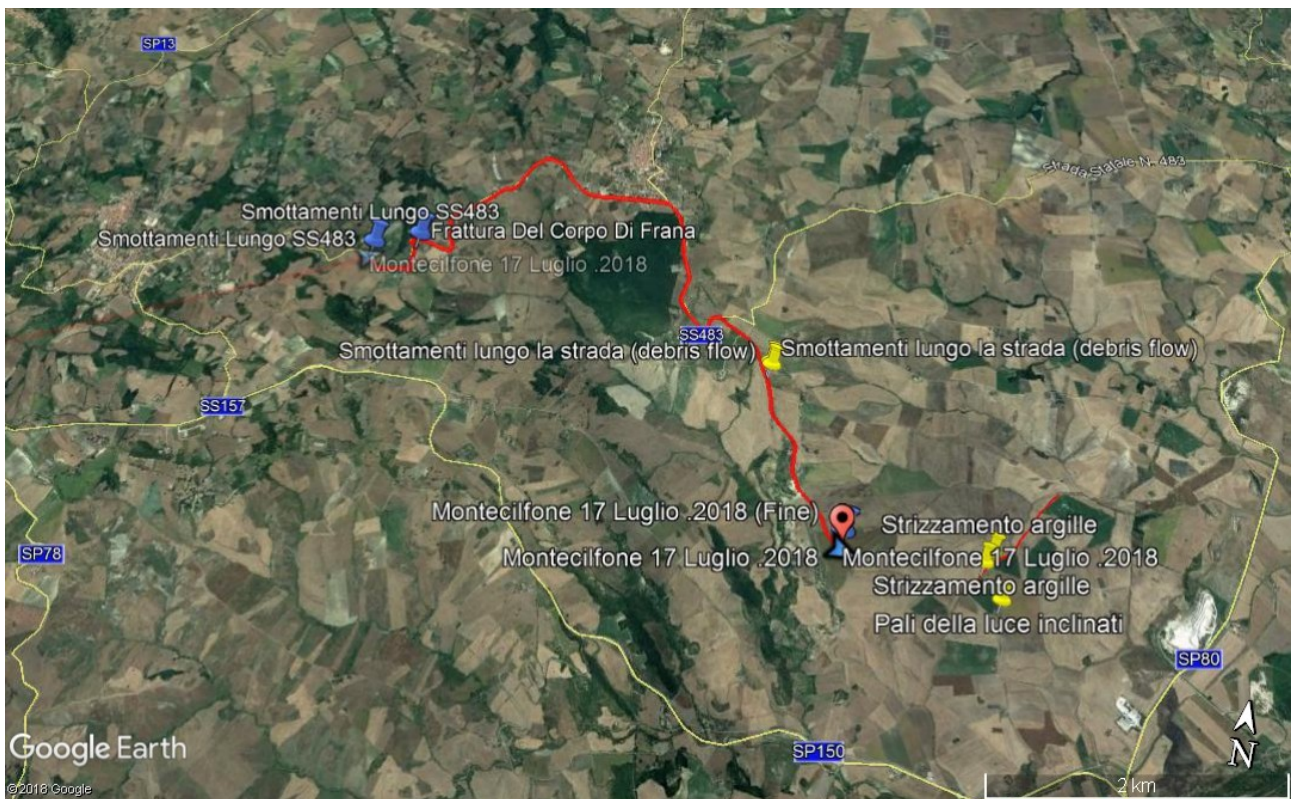 SP13
Strada Statale N. 483
Smottamenti Lungo SS483
Smottamenti Lungo SS483
Frattura Del Corpo Di Frana
Montecilfone 17 Luglio .2018
SS483
Smottamenti lungo la strada (debris flow)
Smottamenti lungo la strada (debris flow)
SS157
Montecilfone 17 Luglio .2018 (Fine)
Strizzamento argille
SP78
Montecilfone 17 Luglio .2018
Montecilfone 17 Luglio .2018
Strizzamento argille
Pali della luce inclinati
SP80
N
Google Earth
SP150
2 km
©2018 Google